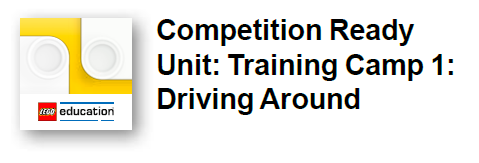 Competition Ready
Unit: Training Camp 1:
Driving Around
LEGO education